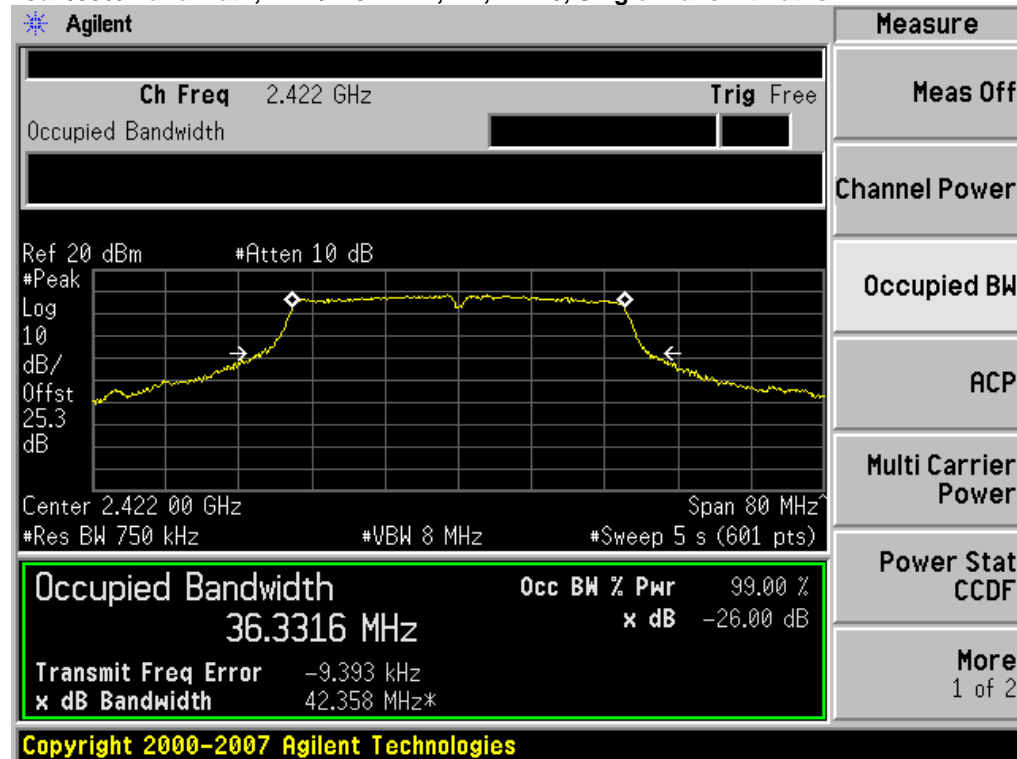 Agilent
Measure
Ch Freq 2.422 GHz Trig Free
Occupied Bandwidth
Meas Off
Channel Power
Occupied BW
ACP
Multi Carrier
Power
Power Stat
CCDF
More
1 of 2
Ref 20 dBm #Atten 10 dB
#Peak
Log
10
dB/
Offst
25.3
dB
Center 2.422 00 GHz Span 80 MHz^
#Res BW 750 kHz #VBW 8 MHz #Sweep 5 s (601 pts)
Occupied Bandwidth Occ BW % Pwr 99.00 %
36.3316 MHz x dB -26.00 dB
Transmit Freq Error -9.393 kHz
x dB Bandwidth 42.358 MHz*
Copyright 2000-2007 Agilent Technologies